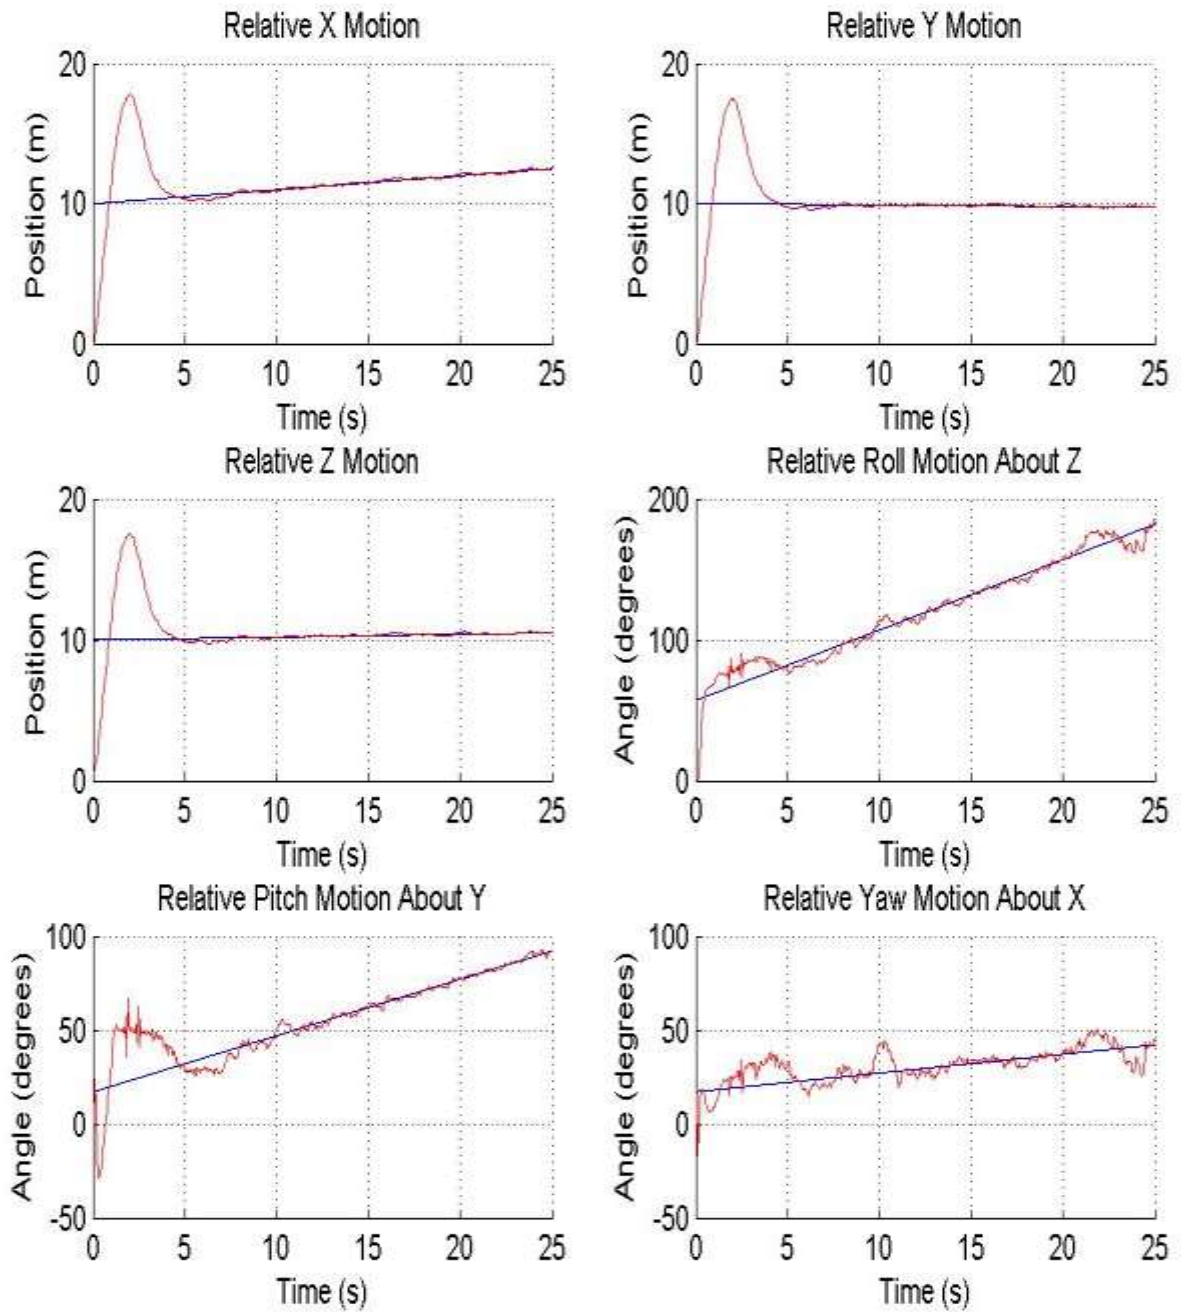 Relative X Motion
20
10
0
Position (m)
0 5 10 15 20 25
Time (s)
Relative Y Motion
20
10
0
Position (m)
0 5 10 15 20 25
Time (s)
Relative Z Motion
20
10
0
Position (m)
0 5 10 15 20 25
Time (s)
Relative Roll Motion About Z
200
100
0
Angle (degrees)
0 5 10 15 20 25
Time (s)
Relative Pitch Motion About Y
100
50
0
-50
Angle (degrees)
0 5 10 15 20 25
Time (s)
Relative Yaw Motion About X
100
50
0
-50
Angle (degrees)
0 5 10 15 20 25
Time (s)